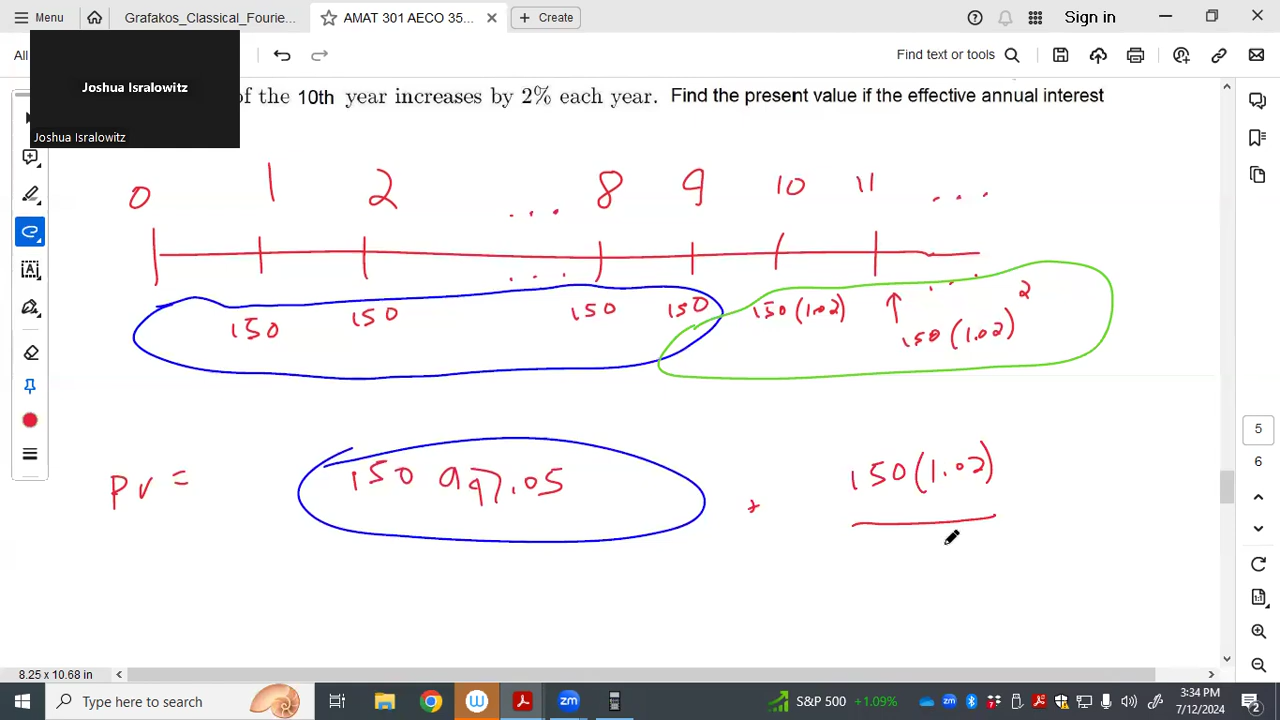 Menu
Grafakos_Classical_Fourie...
AMAT 301 AECO 35...
Create
Sign in
All
Find text or tools
Joshua Isralowitz
Joshua Isralowitz
of the 10th year increases by 2% each year. Find the present value if the effective annual interest
0 1 2 ... 8 9 10 11 ...
... ...
150 150 150 150 150(1.02) 150(1.02)²
PV = 150 a9⌉.05 + 150(1.02)
5
6
8.25 x 10.68 in
Type here to search
S&P 500 +1.09%
3:34 PM
7/12/2024
2